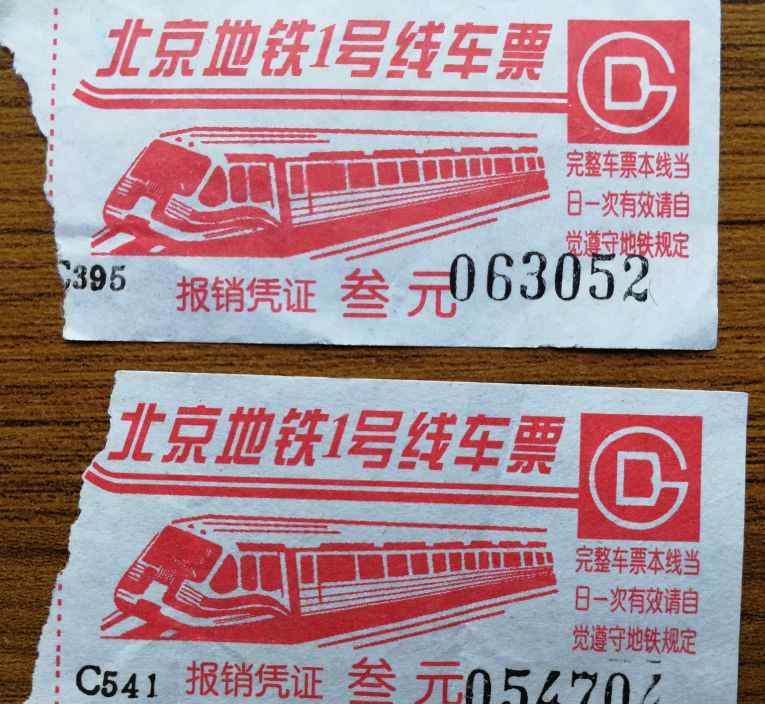 北京地铁1号线车票
完整车票本线当
日一次有效请自
觉遵守地铁规定
C395 报销凭证 叁元 063052
北京地铁1号线车票
完整车票本线当
日一次有效请自
觉遵守地铁规定
C541 报销凭证 叁元 054704